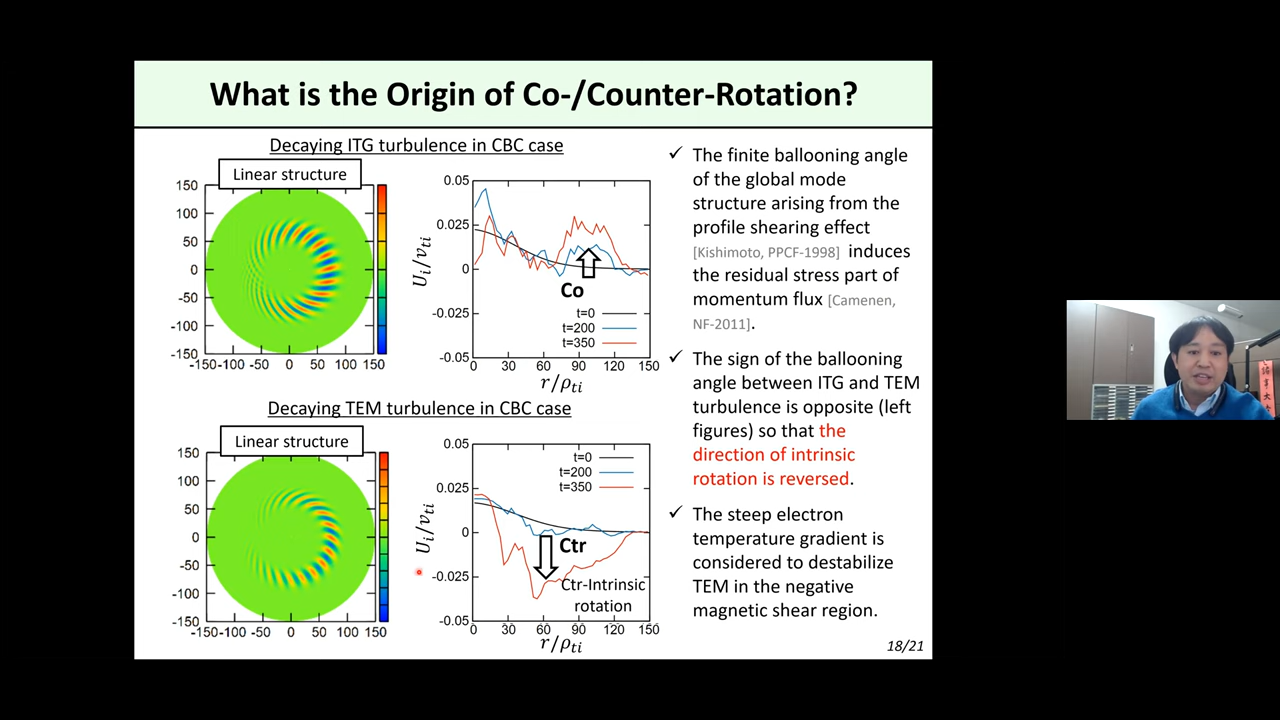 What is the Origin of Co-/Counter-Rotation?
Decaying ITG turbulence in CBC case
Linear structure
150
100
50
0
-50
-100
-150
-150-100 -50 0 50 100 150
0.05
0.025
0
-0.025
-0.05
U_i/v_ti
Co
t=0
t=200
t=350
0 30 60 90 120 150
r/ρ_ti
Decaying TEM turbulence in CBC case
Linear structure
150
100
50
0
-50
-100
-150
-150-100 -50 0 50 100 150
0.05
0.025
0
-0.025
-0.05
U_i/v_ti
t=0
t=200
t=350
Ctr
Ctr-Intrinsic
rotation
0 30 60 90 120 150
r/ρ_ti
✓ The finite ballooning angle
of the global mode
structure arising from the
profile shearing effect
[Kishimoto, PPCF-1998] induces
the residual stress part of
momentum flux [Camenen,
NF-2011].
✓ The sign of the ballooning
angle between ITG and TEM
turbulence is opposite (left
figures) so that the
direction of intrinsic
rotation is reversed.
✓ The steep electron
temperature gradient is
considered to destabilize
TEM in the negative
magnetic shear region.
18/21